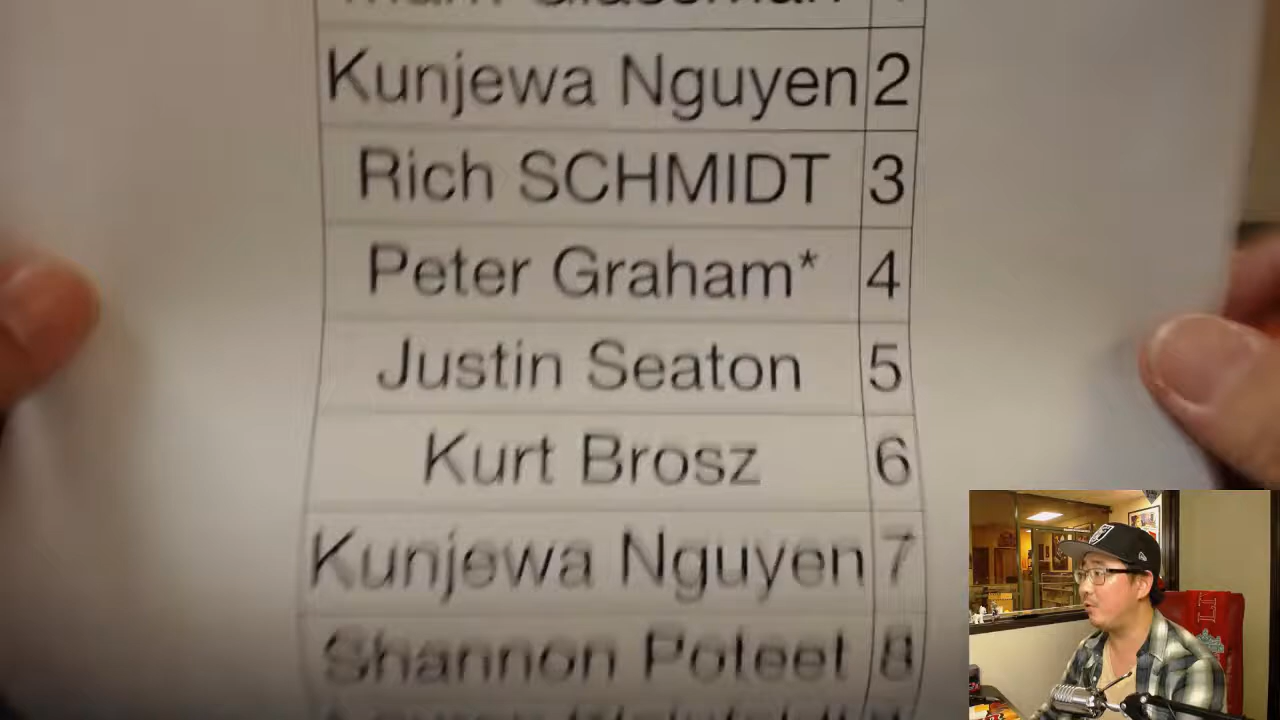 Kunjewa Nguyen 2
Rich SCHMIDT 3
Peter Graham* 4
Justin Seaton 5
Kurt Brosz 6
Kunjewa Nguyen 7
Shannon Poteet 8